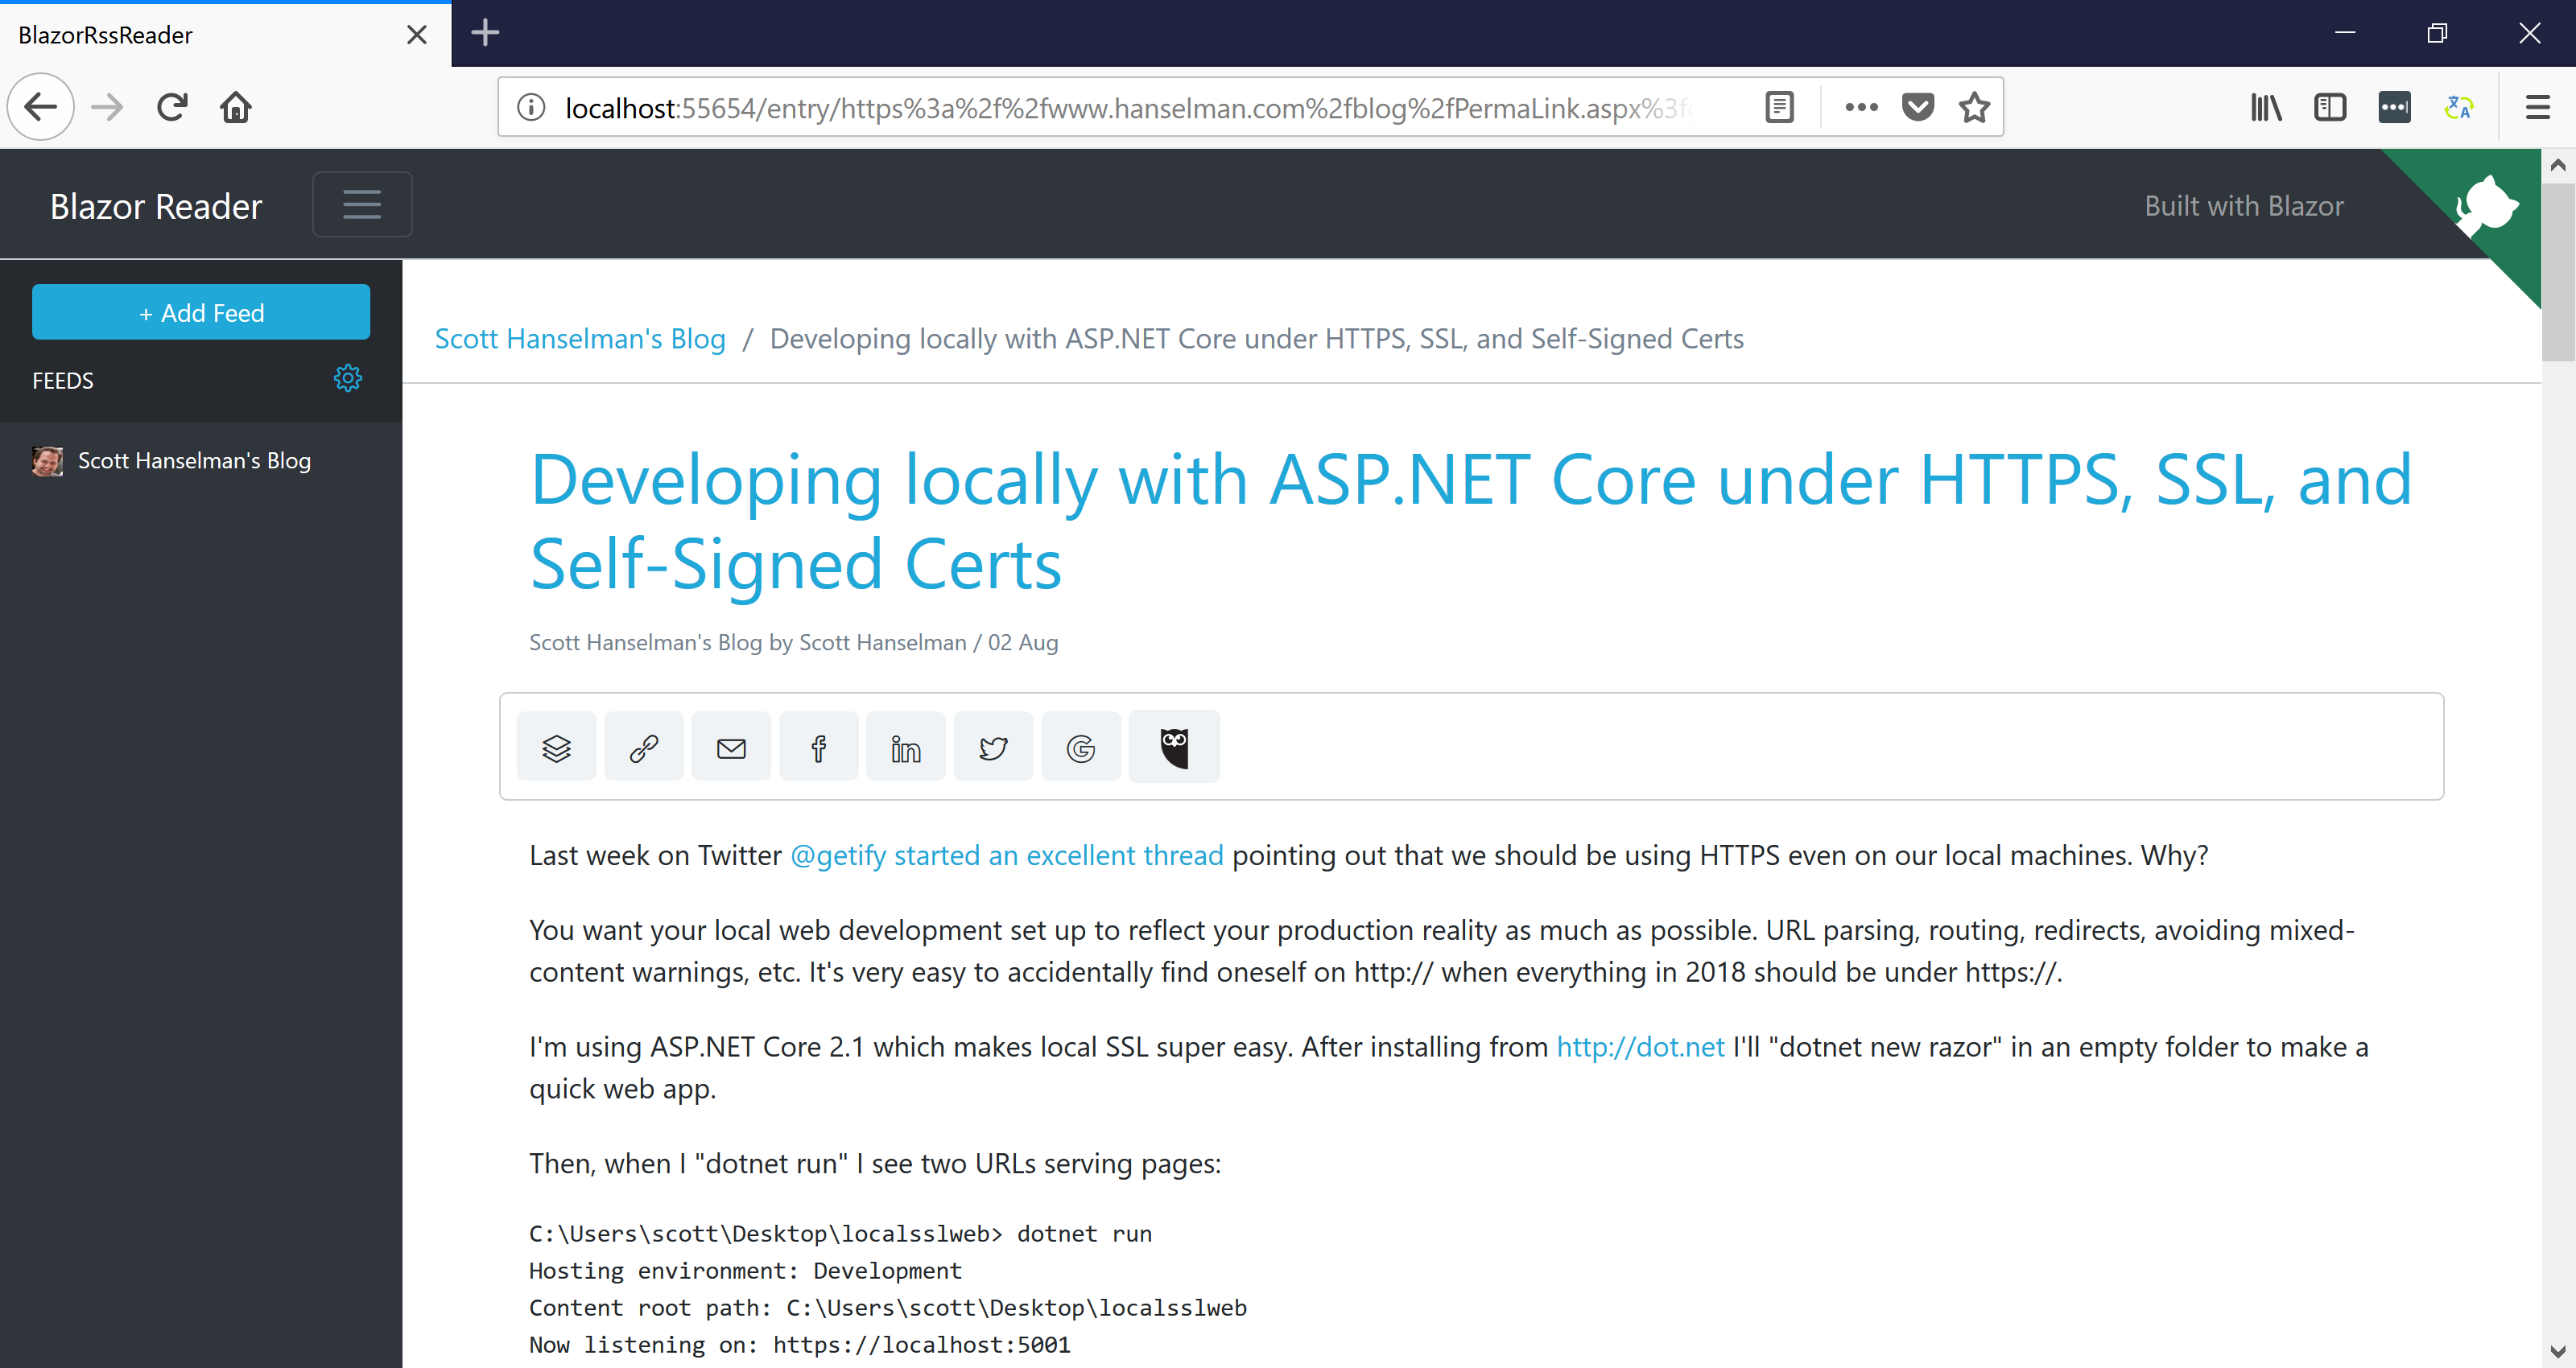 BlazorRssReader
localhost:55654/entry/https%3a%2f%2fwww.hanselman.com%2fblog%2fPermaLink.aspx%3f
Blazor Reader
Built with Blazor
+ Add Feed
FEEDS
Scott Hanselman's Blog
Scott Hanselman's Blog / Developing locally with ASP.NET Core under HTTPS, SSL, and Self-Signed Certs
Developing locally with ASP.NET Core under HTTPS, SSL, and
Self-Signed Certs
Scott Hanselman's Blog by Scott Hanselman / 02 Aug
Last week on Twitter @getify started an excellent thread pointing out that we should be using HTTPS even on our local machines. Why?
You want your local web development set up to reflect your production reality as much as possible. URL parsing, routing, redirects, avoiding mixed-
content warnings, etc. It's very easy to accidentally find oneself on http:// when everything in 2018 should be under https://.
I'm using ASP.NET Core 2.1 which makes local SSL super easy. After installing from http://dot.net I'll "dotnet new razor" in an empty folder to make a
quick web app.
Then, when I "dotnet run" I see two URLs serving pages:
C:\Users\scott\Desktop\localsslweb> dotnet run
Hosting environment: Development
Content root path: C:\Users\scott\Desktop\localsslweb
Now listening on: https://localhost:5001